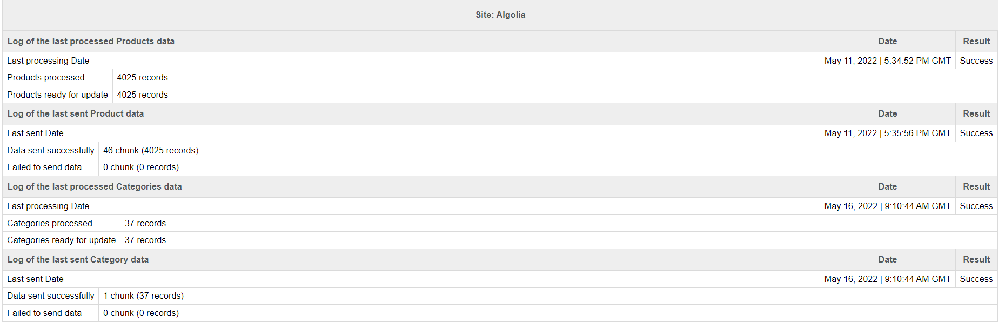 Site: Algolia
Log of the last processed Products data Date Result
Last processing Date May 11, 2022 | 5:34:52 PM GMT Success
Products processed 4025 records
Products ready for update 4025 records
Log of the last sent Product data Date Result
Last sent Date May 11, 2022 | 5:35:56 PM GMT Success
Data sent successfully 46 chunk (4025 records)
Failed to send data 0 chunk (0 records)
Log of the last processed Categories data Date Result
Last processing Date May 16, 2022 | 9:10:44 AM GMT Success
Categories processed 37 records
Categories ready for update 37 records
Log of the last sent Category data Date Result
Last sent Date May 16, 2022 | 9:10:44 AM GMT Success
Data sent successfully 1 chunk (37 records)
Failed to send data 0 chunk (0 records)